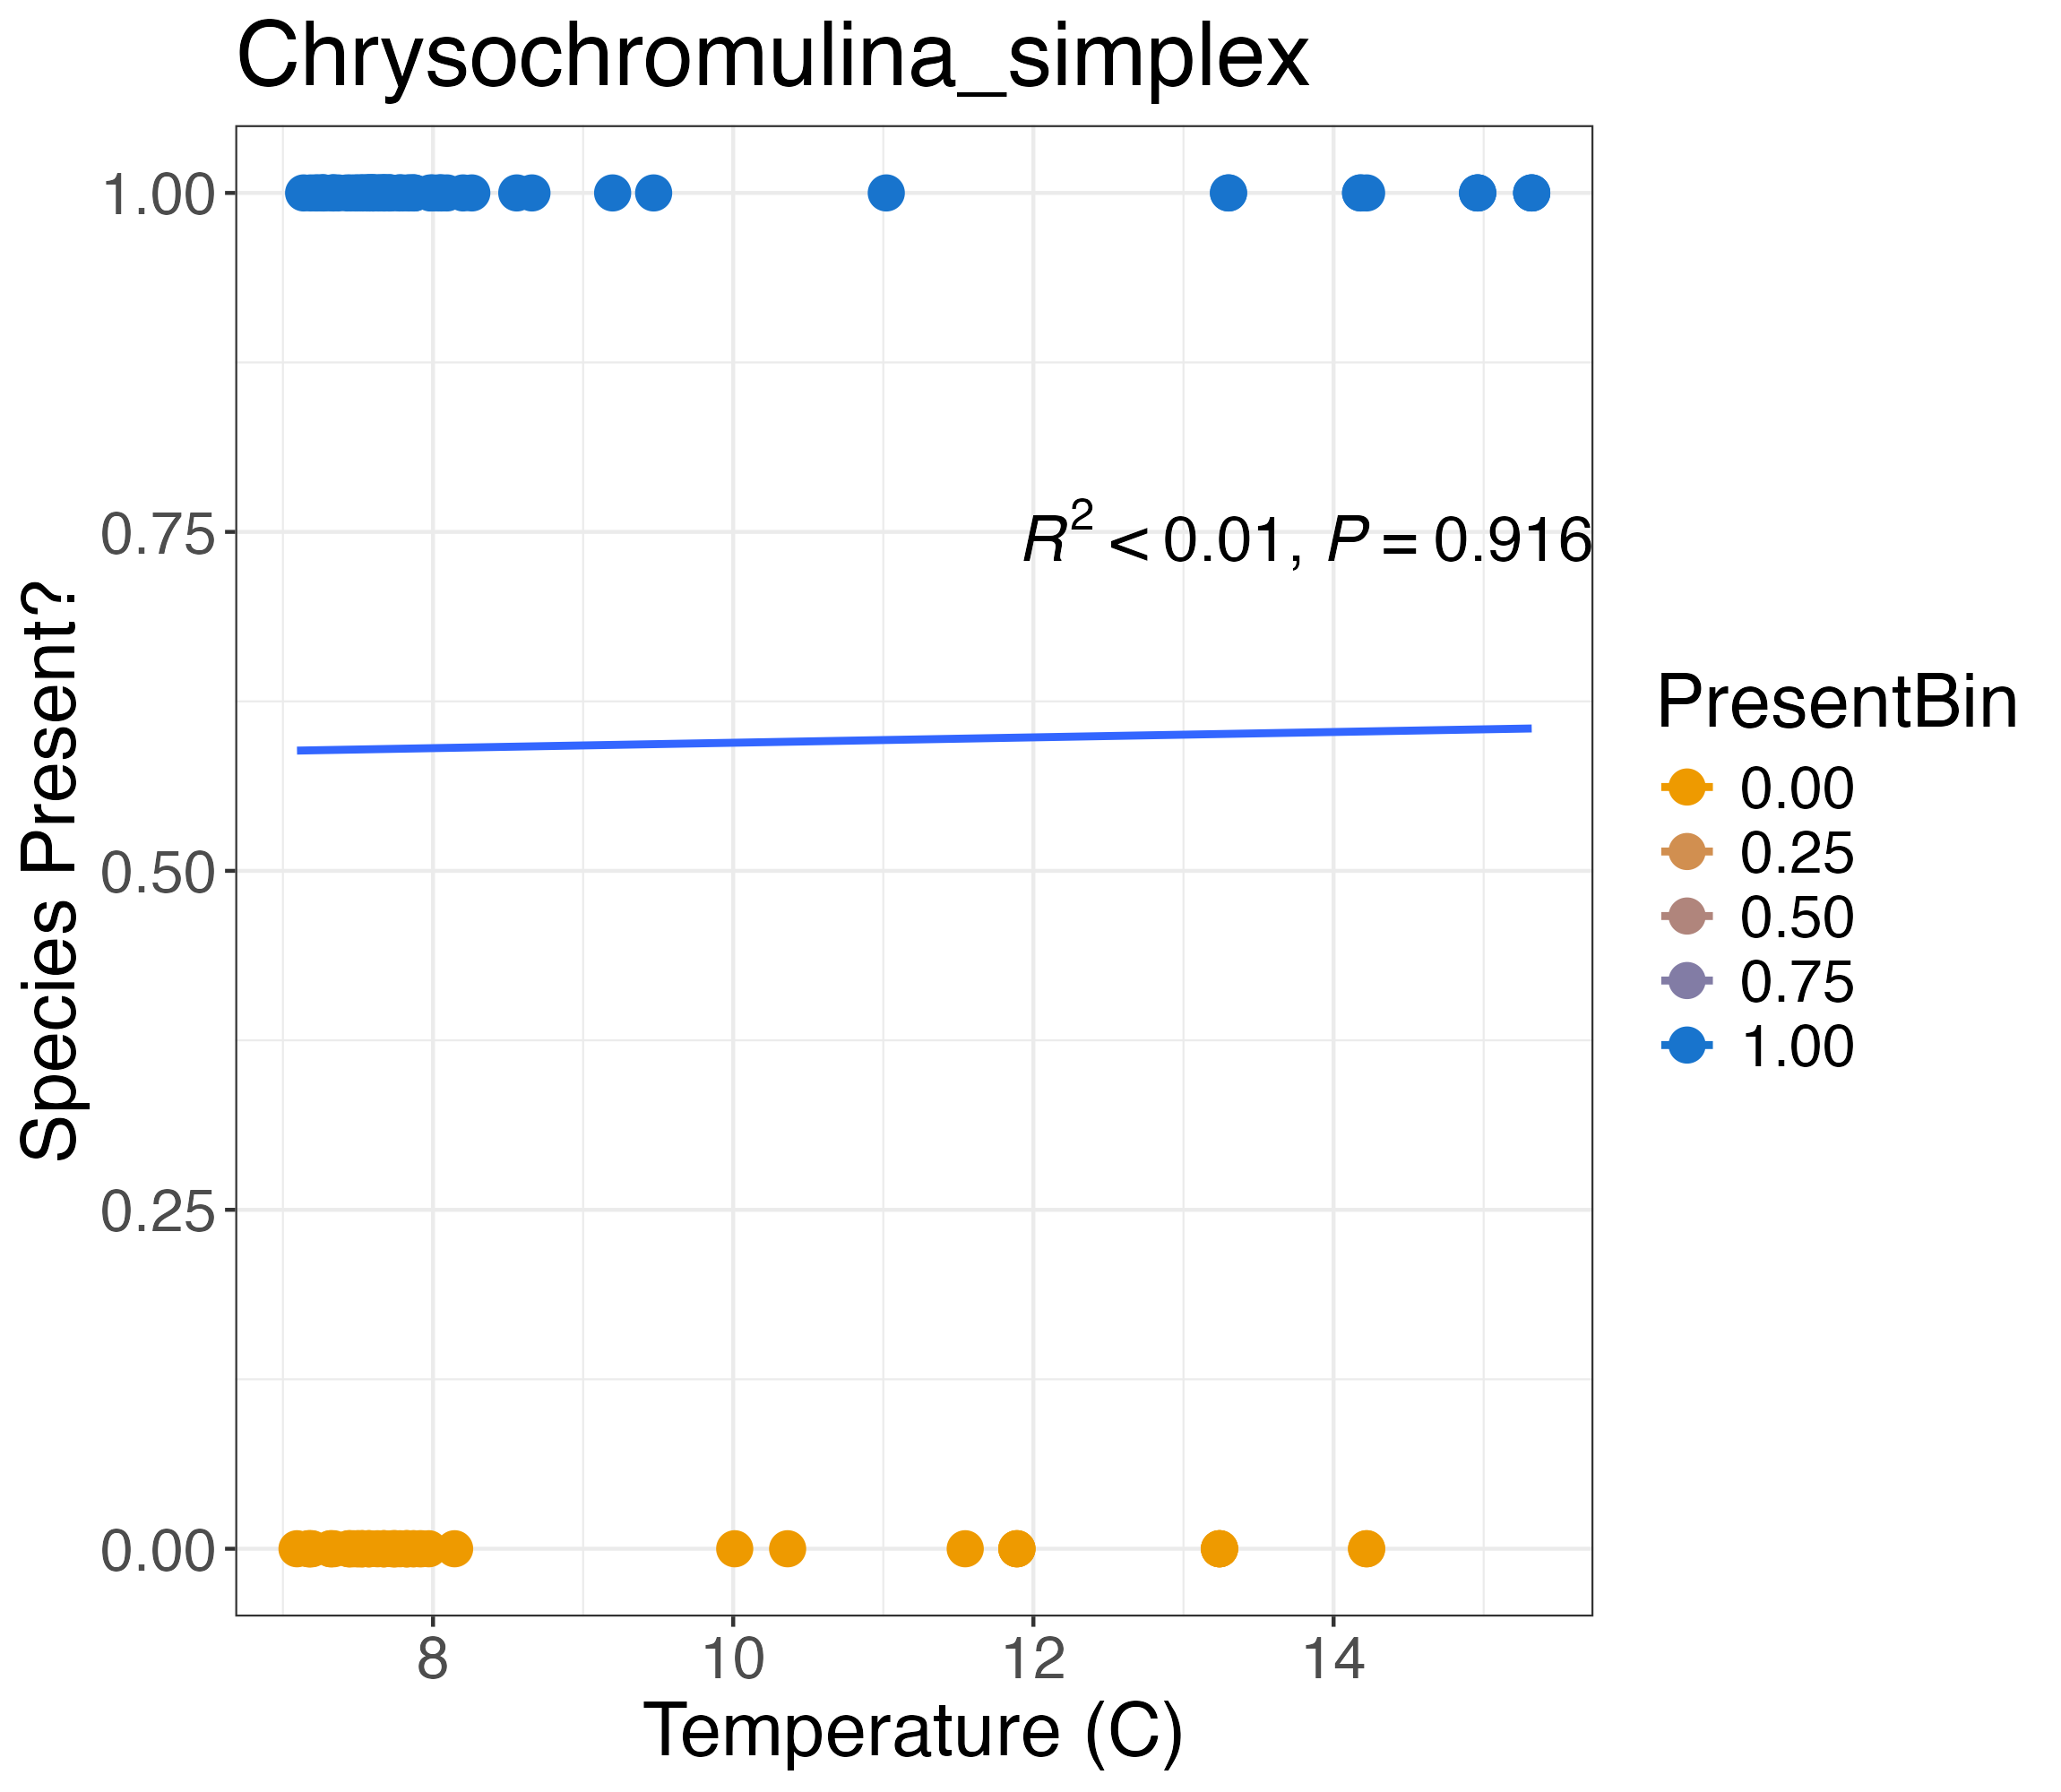 Chrysochromulina_simplex
Species Present?
1.00
0.75
0.50
0.25
0.00
R² < 0.01, P = 0.916
8 10 12 14
Temperature (C)
PresentBin
0.00
0.25
0.50
0.75
1.00